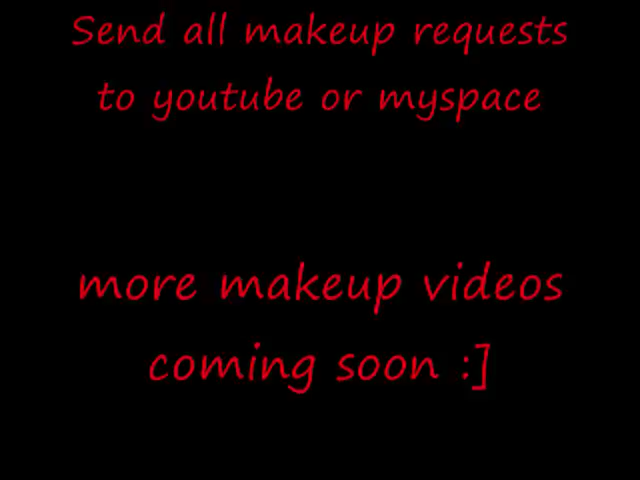 Send all makeup requests
to youtube or myspace
more makeup videos
coming soon :]